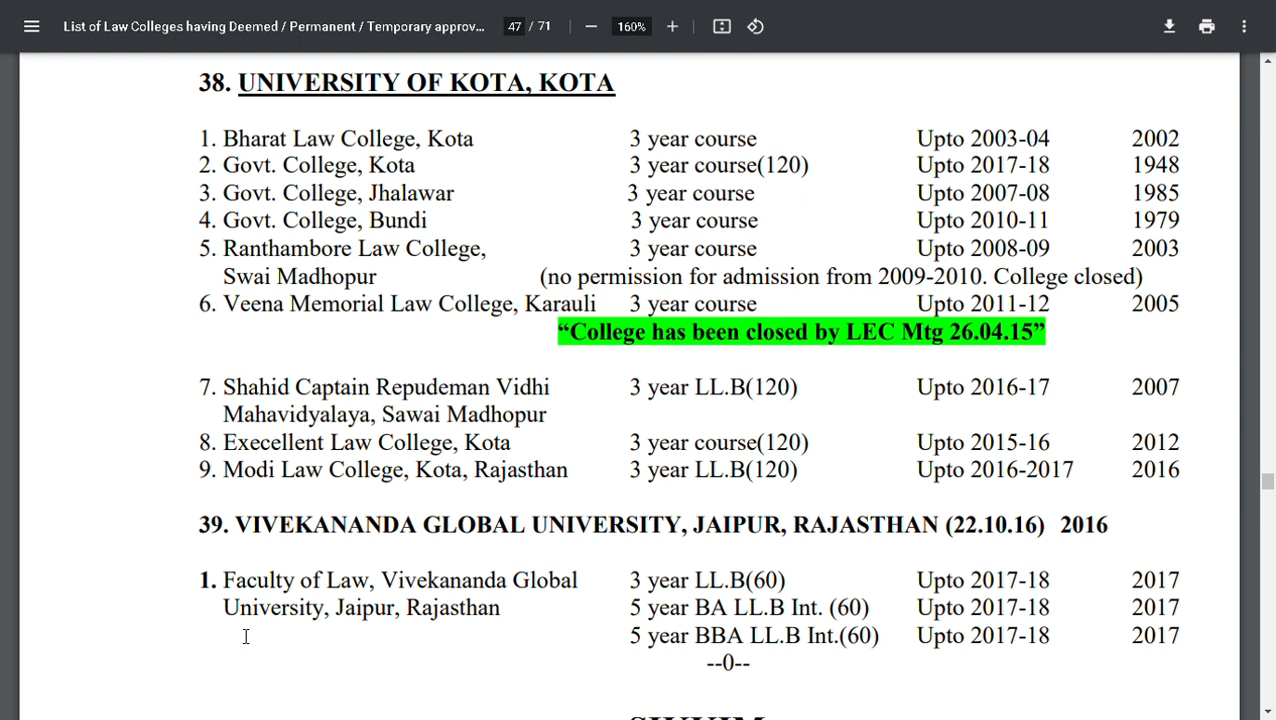 List of Law Colleges having Deemed / Permanent / Temporary approv... 47 / 71 160%
38. UNIVERSITY OF KOTA, KOTA
1. Bharat Law College, Kota 3 year course Upto 2003-04 2002
2. Govt. College, Kota 3 year course(120) Upto 2017-18 1948
3. Govt. College, Jhalawar 3 year course Upto 2007-08 1985
4. Govt. College, Bundi 3 year course Upto 2010-11 1979
5. Ranthambore Law College, 3 year course Upto 2008-09 2003
Swai Madhopur (no permission for admission from 2009-2010. College closed)
6. Veena Memorial Law College, Karauli 3 year course Upto 2011-12 2005
“College has been closed by LEC Mtg 26.04.15”
7. Shahid Captain Repudeman Vidhi 3 year LL.B(120) Upto 2016-17 2007
Mahavidyalaya, Sawai Madhopur
8. Execellent Law College, Kota 3 year course(120) Upto 2015-16 2012
9. Modi Law College, Kota, Rajasthan 3 year LL.B(120) Upto 2016-2017 2016
39. VIVEKANANDA GLOBAL UNIVERSITY, JAIPUR, RAJASTHAN (22.10.16) 2016
1. Faculty of Law, Vivekananda Global 3 year LL.B(60) Upto 2017-18 2017
University, Jaipur, Rajasthan 5 year BA LL.B Int. (60) Upto 2017-18 2017
5 year BBA LL.B Int.(60) Upto 2017-18 2017
--0--